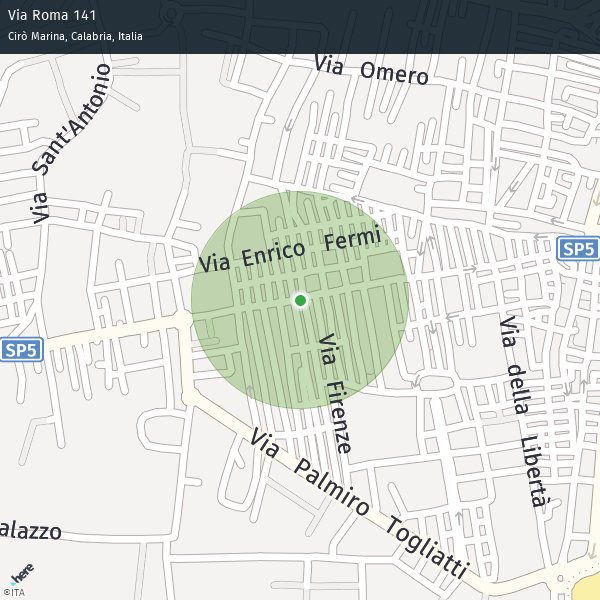 Via Roma 141
Cirò Marina, Calabria, Italia
Via Omero
Via Sant'Antonio
Via Enrico Fermi
SP5
SP5
Via Firenze
Via della Libertà
Via Palmiro Togliatti
alazzo
here
©ITA